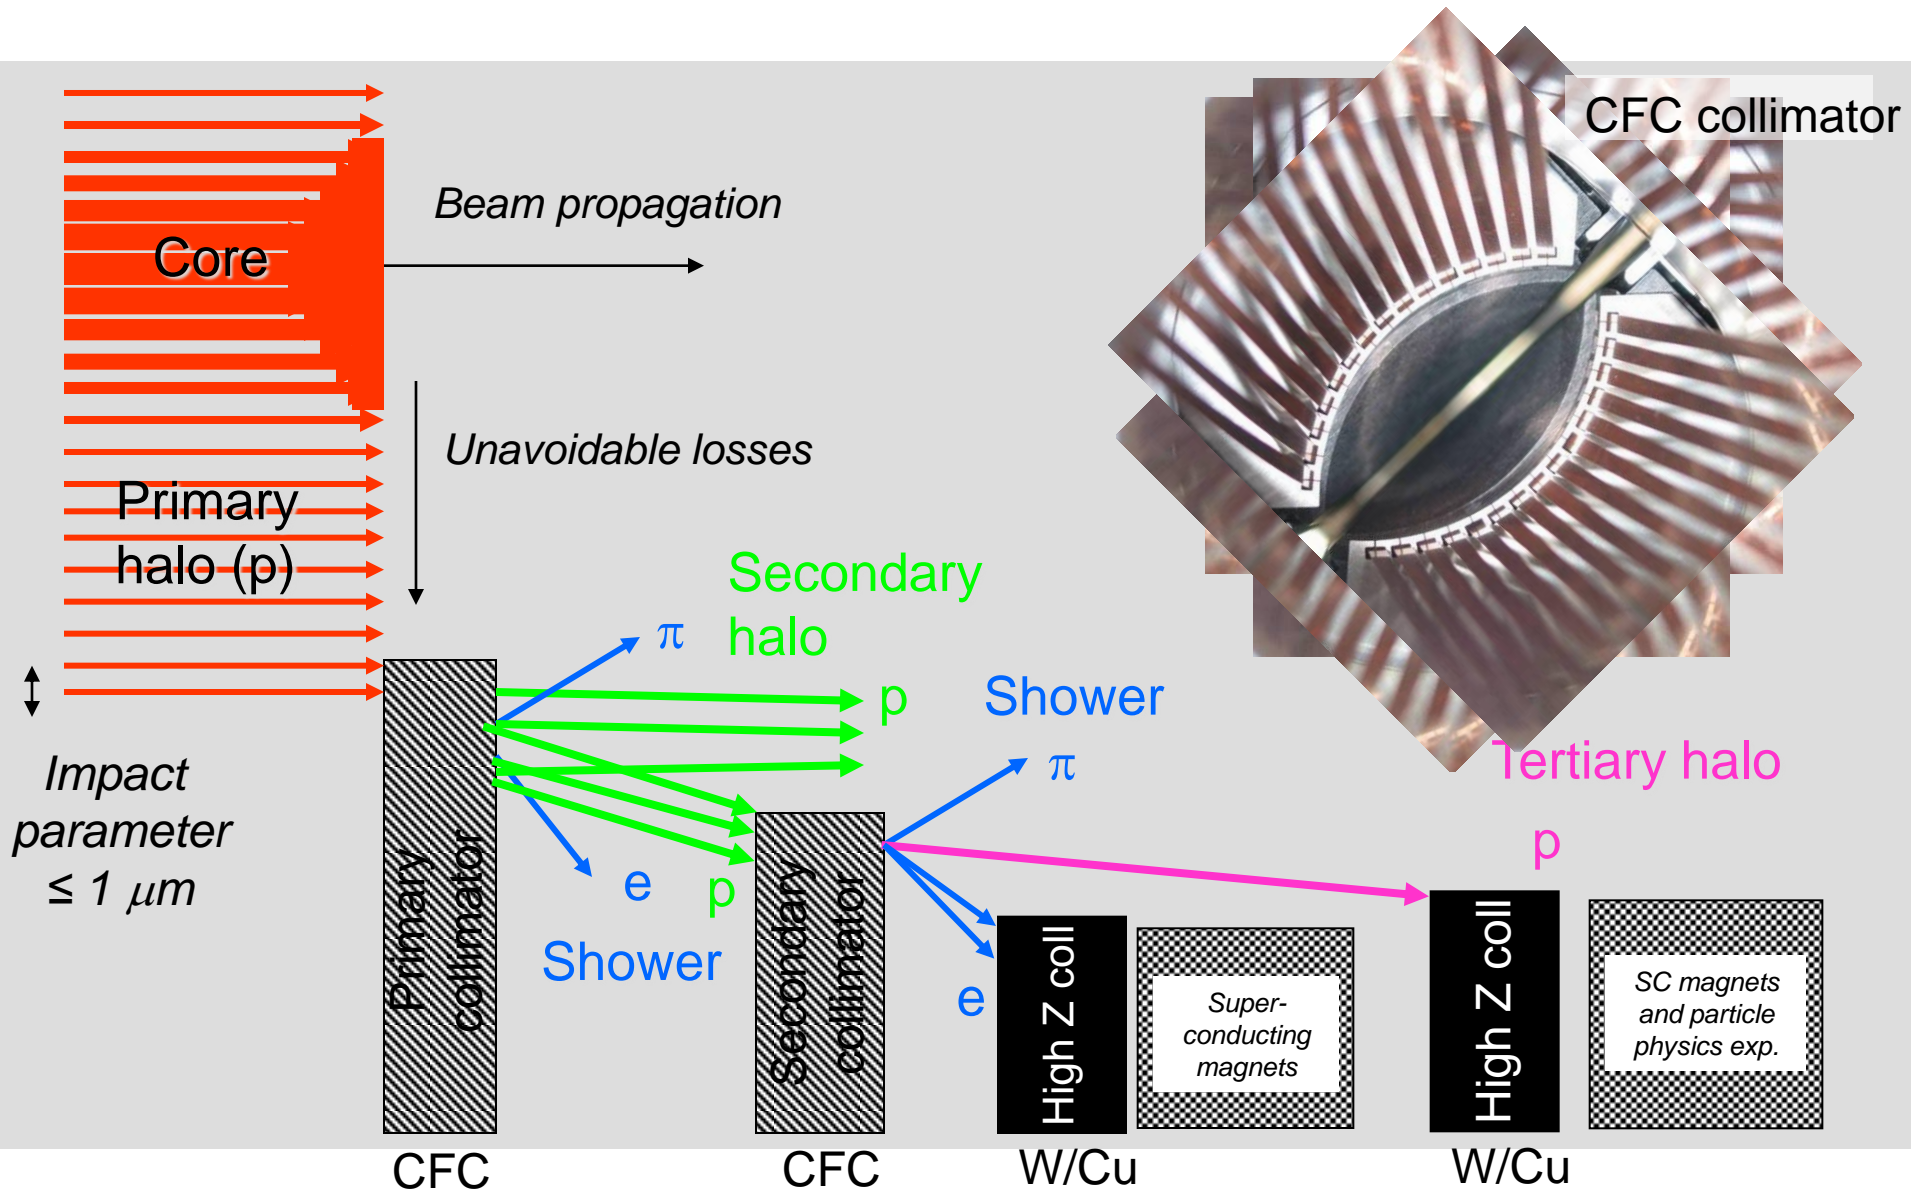 CFC collimator
Beam propagation
Core
Unavoidable losses
Primary
halo (p)
Secondary
halo
π
p
Shower
π
Tertiary halo
p
Impact
parameter
≤ 1 μm
e
p
Shower
e
Primary
collimator
Secondary
collimator
High Z coll
Super-
conducting
magnets
High Z coll
SC magnets
and particle
physics exp.
CFC
CFC
W/Cu
W/Cu